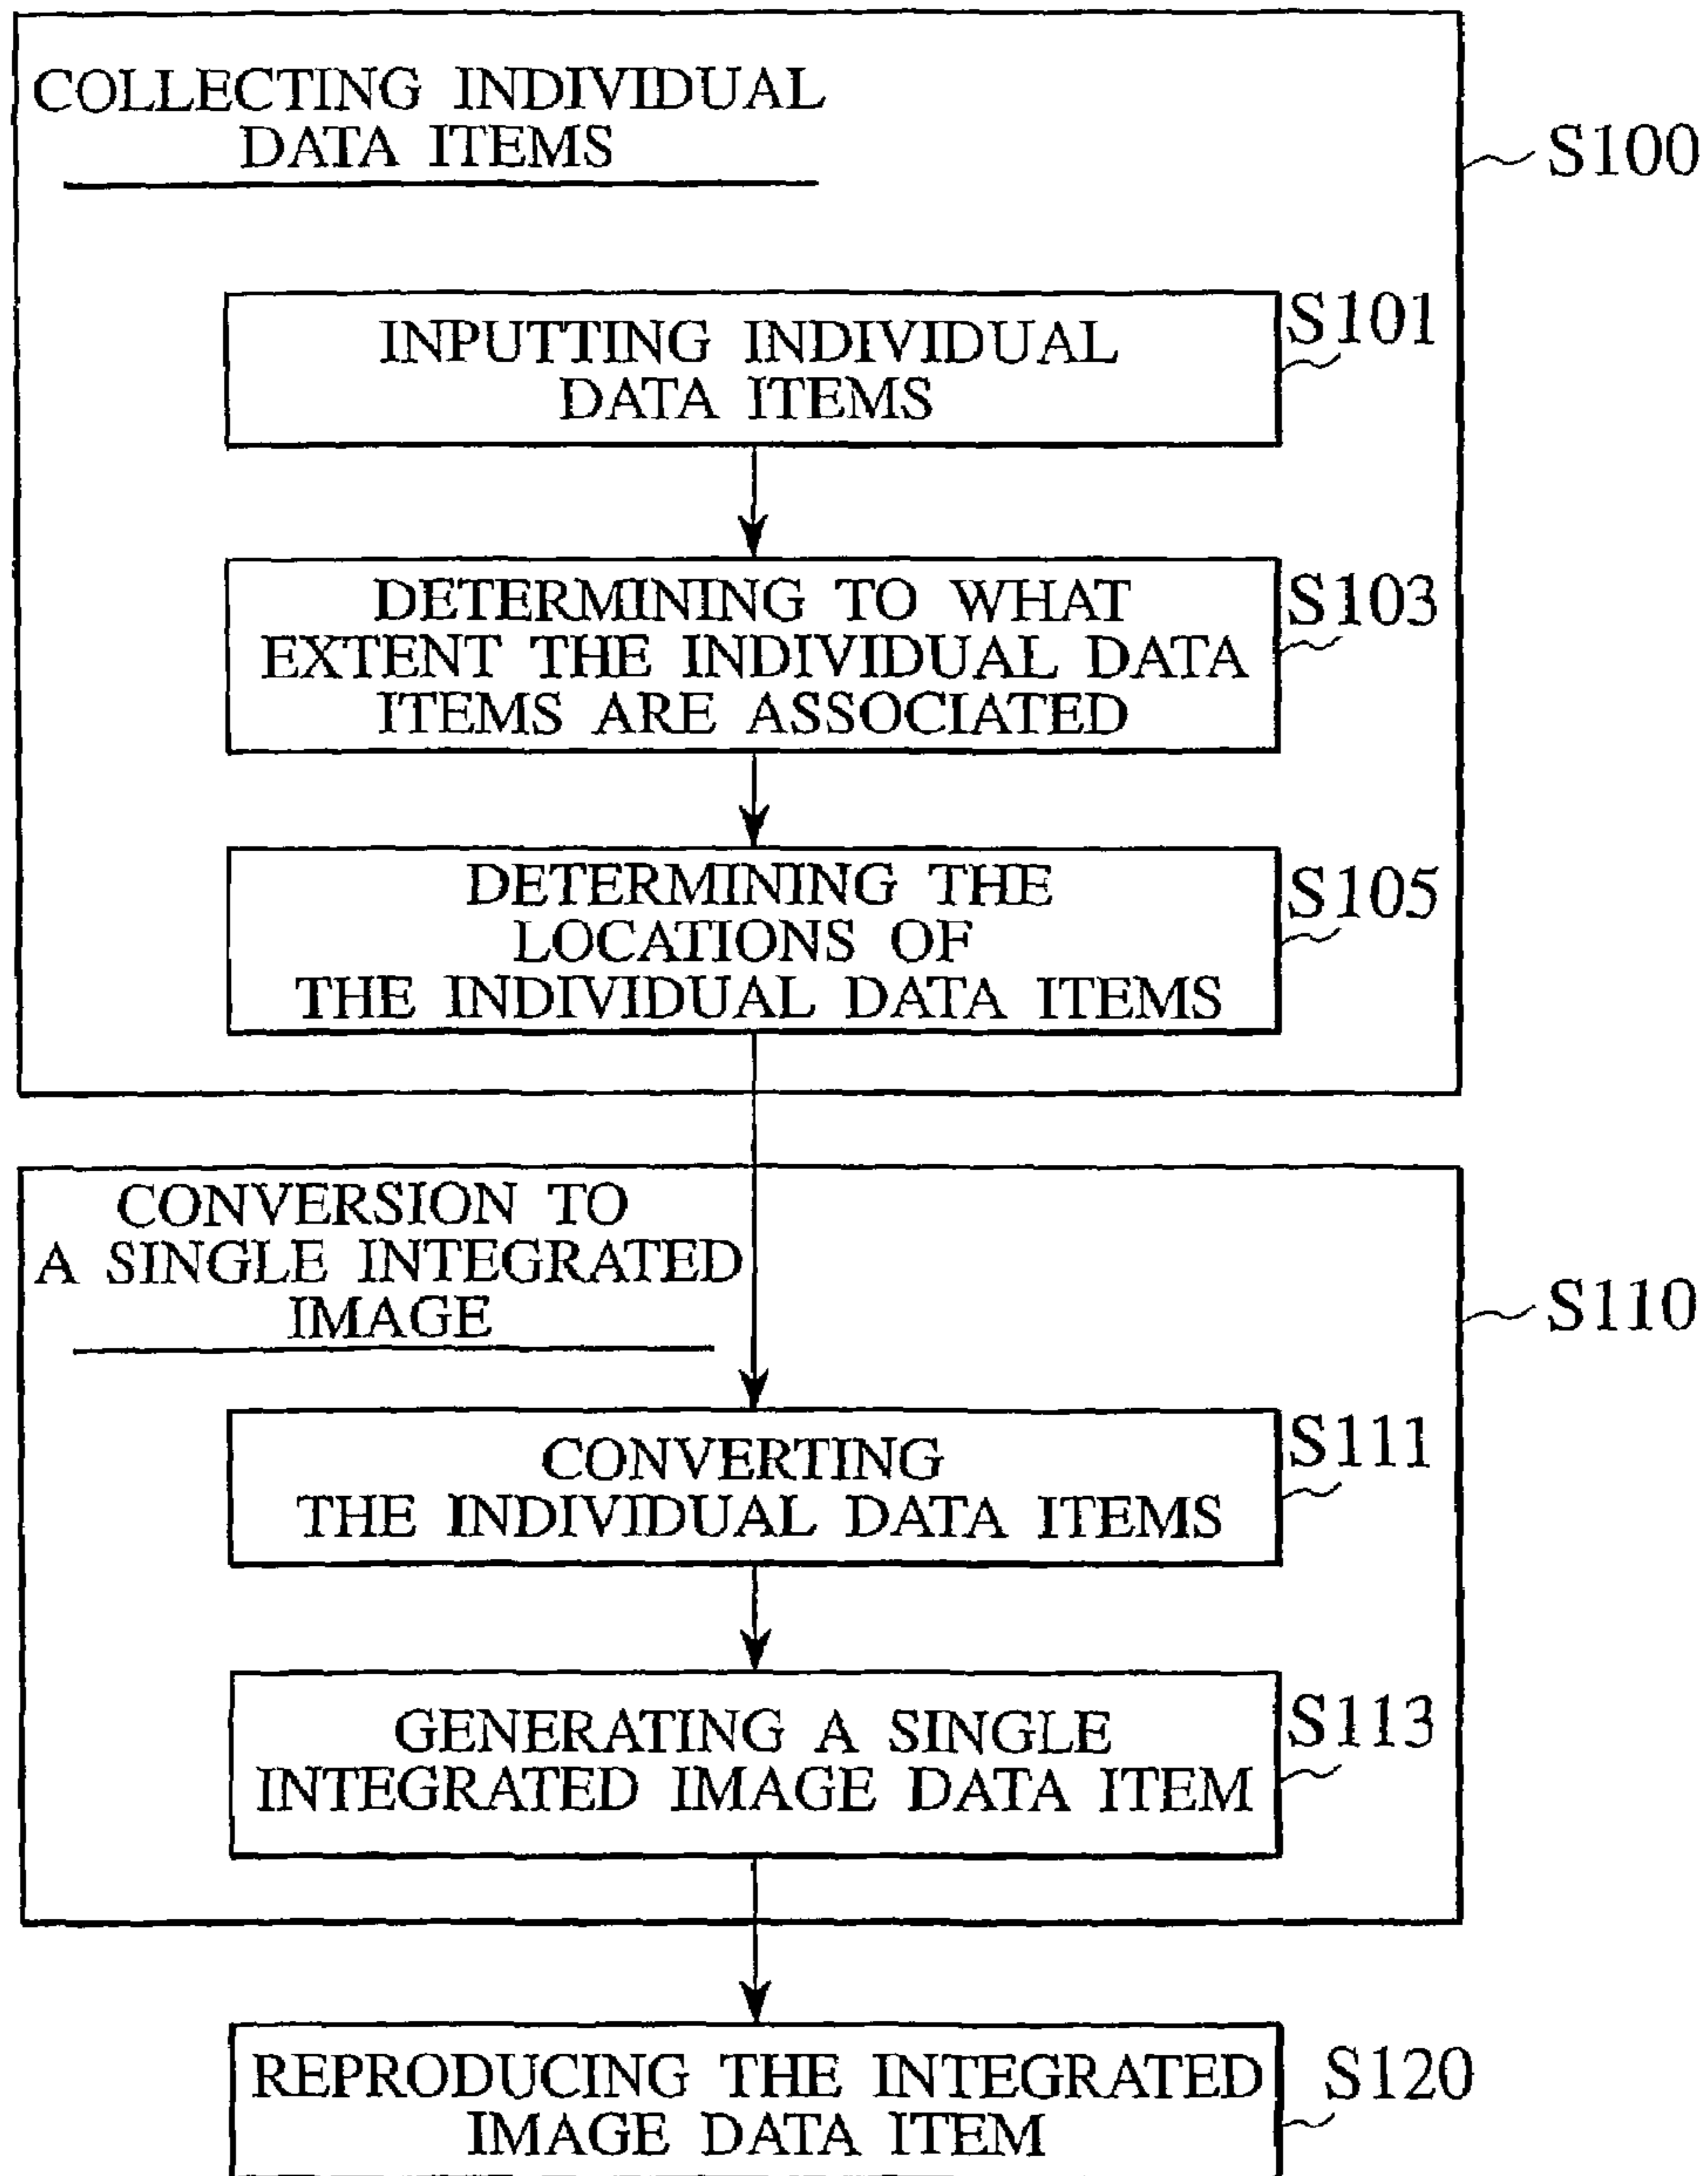 COLLECTING INDIVIDUAL
DATA ITEMS
S100
INPUTTING INDIVIDUAL
DATA ITEMS
S101
DETERMINING TO WHAT
EXTENT THE INDIVIDUAL DATA
ITEMS ARE ASSOCIATED
S103
DETERMINING THE
LOCATIONS OF
THE INDIVIDUAL DATA ITEMS
S105
CONVERSION TO
A SINGLE INTEGRATED
IMAGE
S110
CONVERTING
THE INDIVIDUAL DATA ITEMS
S111
GENERATING A SINGLE
INTEGRATED IMAGE DATA ITEM
S113
REPRODUCING THE INTEGRATED
IMAGE DATA ITEM
S120